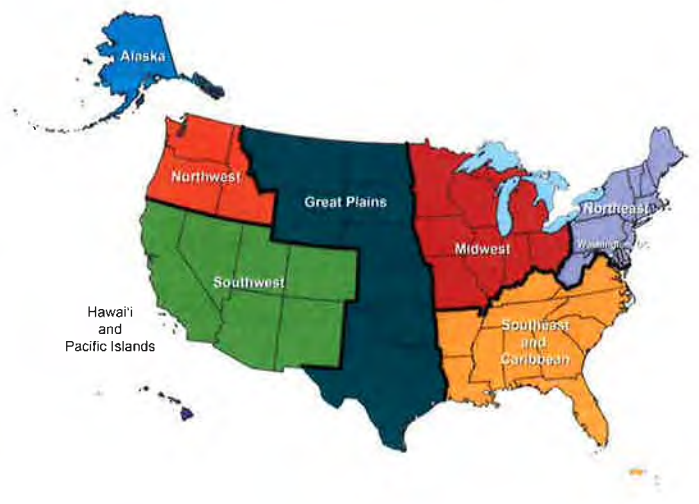 Alaska
Northwest
Great Plains
Midwest
Northeast
Washington, DC
Southwest
Hawai'i
and
Pacific Islands
Southeast
and
Caribbean